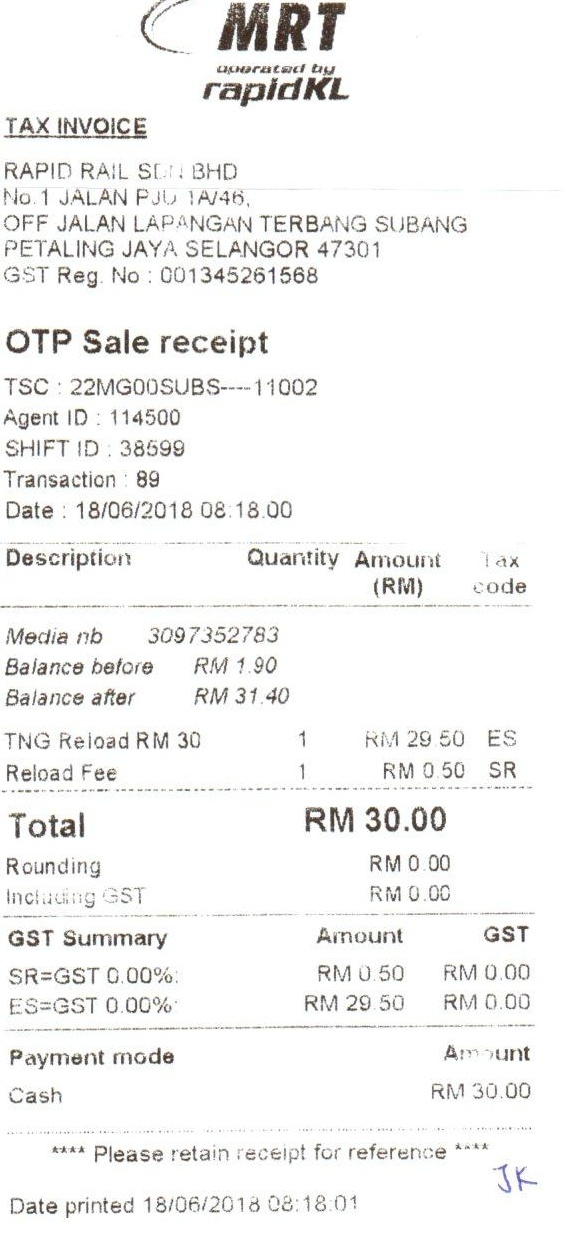 MRT
operated by
rapidKL
TAX INVOICE
RAPID RAIL SDN BHD
No.1 JALAN PJU 1A/46,
OFF JALAN LAPANGAN TERBANG SUBANG
PETALING JAYA SELANGOR 47301
GST Reg. No : 001345261568
OTP Sale receipt
TSC : 22MG00SUBS----11002
Agent ID : 114500
SHIFT ID : 38599
Transaction : 89
Date : 18/06/2018 08:18:00
Description Quantity Amount Tax
(RM) code
Media nb 3097352783
Balance before RM 1.90
Balance after RM 31.40
TNG Reload RM 30 1 RM 29.50 ES
Reload Fee 1 RM 0.50 SR
Total RM 30.00
Rounding RM 0.00
Including GST RM 0.00
GST Summary Amount GST
SR=GST 0.00%: RM 0.50 RM 0.00
ES=GST 0.00%: RM 29.50 RM 0.00
Payment mode Amount
Cash RM 30.00
**** Please retain receipt for reference ****
JK
Date printed 18/06/2018 08:18:01